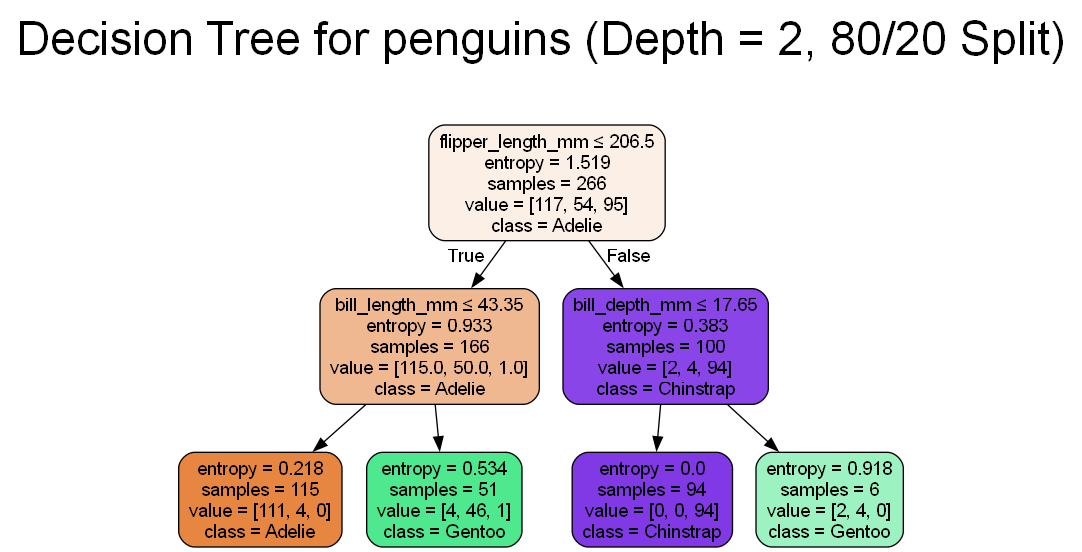 Decision Tree for penguins (Depth = 2, 80/20 Split)
flipper_length_mm ≤ 206.5
entropy = 1.519
samples = 266
value = [117, 54, 95]
class = Adelie
True
False
bill_length_mm ≤ 43.35
entropy = 0.933
samples = 166
value = [115.0, 50.0, 1.0]
class = Adelie
bill_depth_mm ≤ 17.65
entropy = 0.383
samples = 100
value = [2, 4, 94]
class = Chinstrap
entropy = 0.218
samples = 115
value = [111, 4, 0]
class = Adelie
entropy = 0.534
samples = 51
value = [4, 46, 1]
class = Gentoo
entropy = 0.0
samples = 94
value = [0, 0, 94]
class = Chinstrap
entropy = 0.918
samples = 6
value = [2, 4, 0]
class = Gentoo